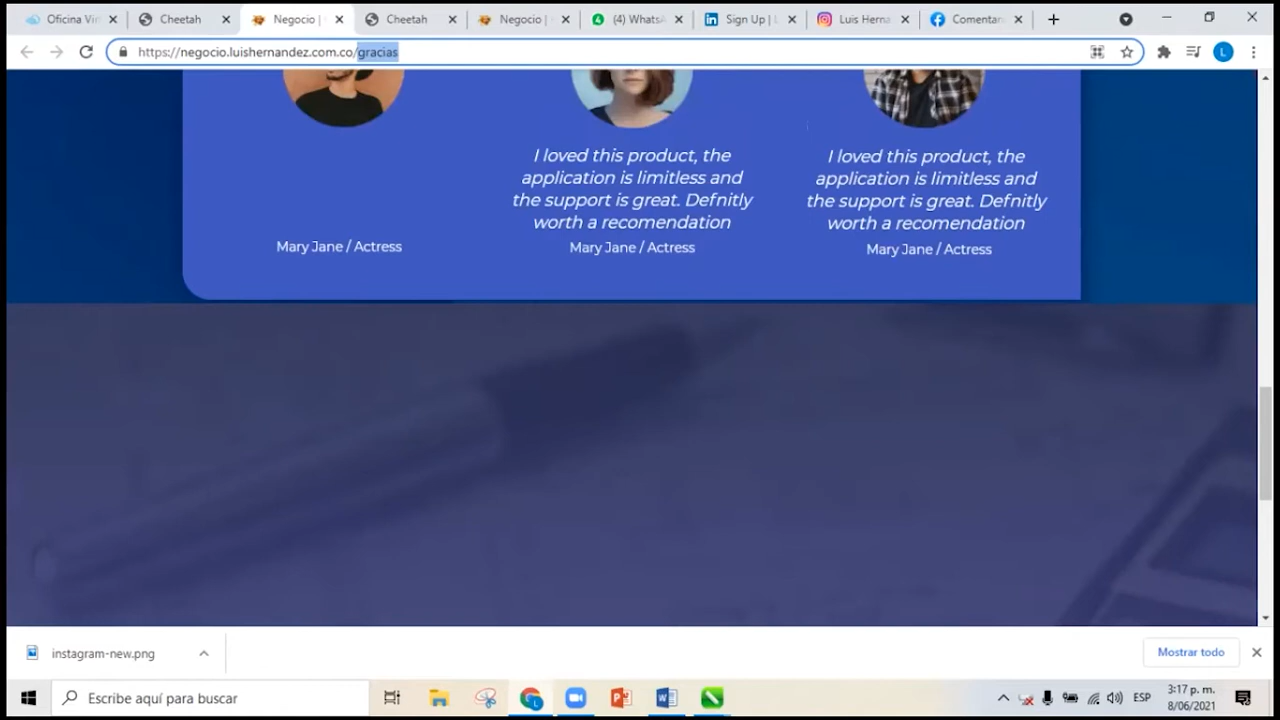 Oficina Vir
Cheetah
Negocio |
Cheetah
Negocio |
(4) WhatsA
Sign Up |
Luis Herna
Comentar
https://negocio.luishernandez.com.co/gracias
L
I loved this product, the
application is limitless and
the support is great. Defnitly
worth a recomendation
Mary Jane / Actress
I loved this product, the
application is limitless and
the support is great. Defnitly
worth a recomendation
Mary Jane / Actress
Mary Jane / Actress
instagram-new.png
Mostrar todo
Escribe aquí para buscar
ESP
3:17 p. m.
8/06/2021